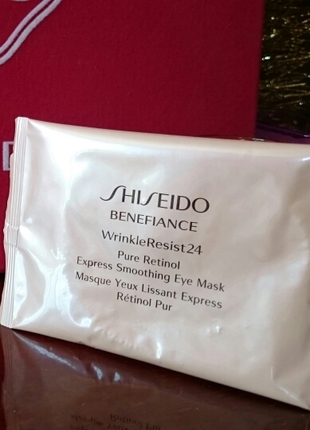 SHISEIDO
BENEFIANCE
WrinkleResist24
Pure Retinol
Express Smoothing Eye Mask
Masque Yeux Lissant Express
Rétinol Pur